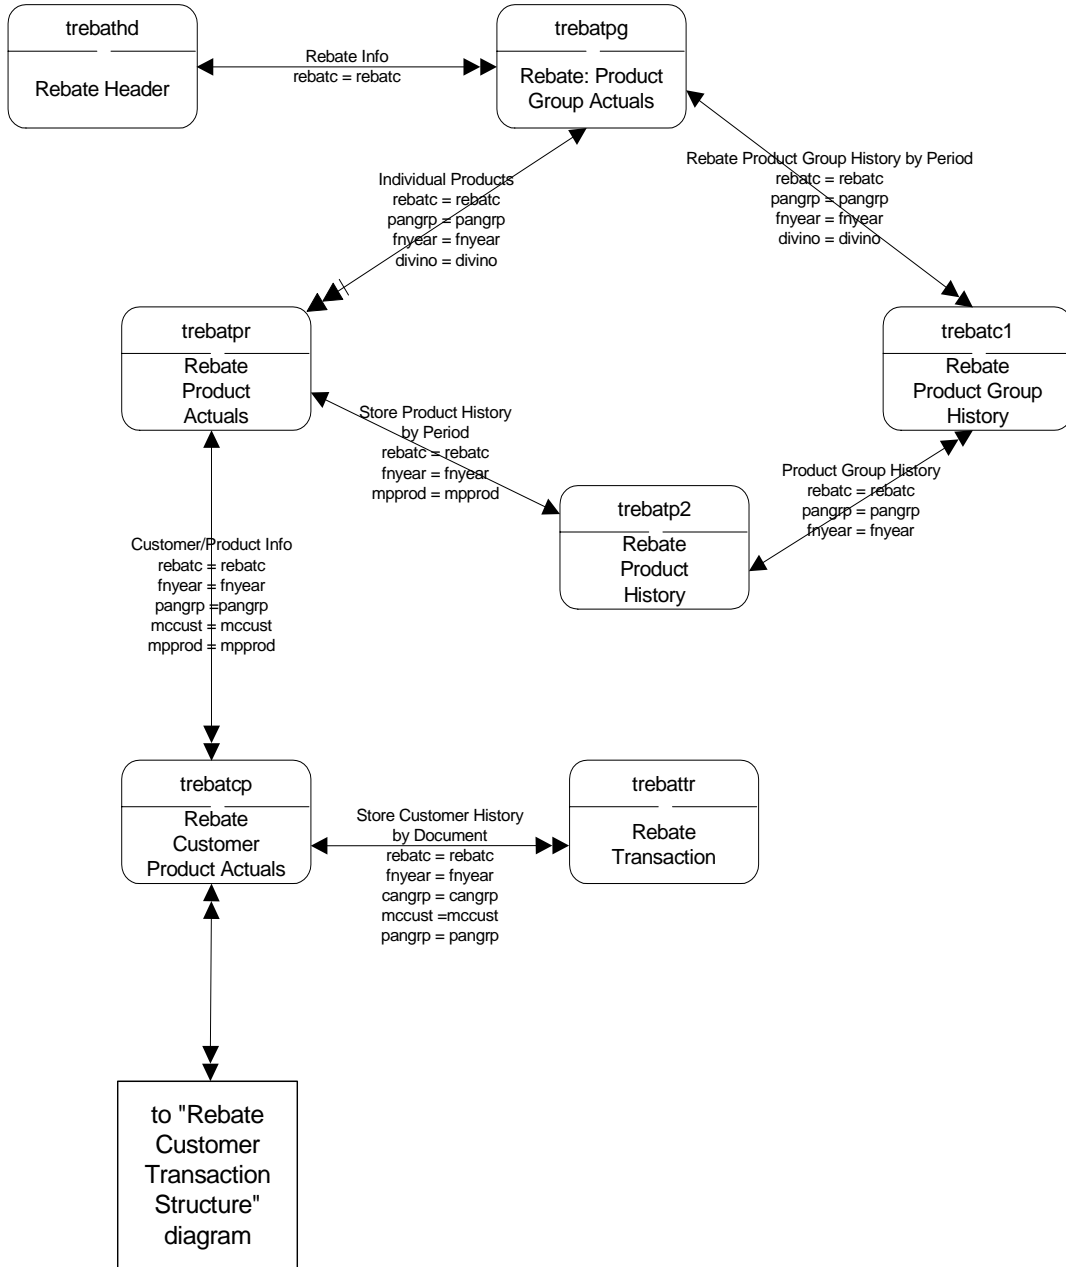 trebathd
Rebate Header
Rebate Info
rebatc = rebatc
trebatpg
Rebate: Product
Group Actuals
Individual Products
rebatc = rebatc
pangrp = pangrp
fnyear = fnyear
divino = divino
Rebate Product Group History by Period
rebatc = rebatc
pangrp = pangrp
fnyear = fnyear
divino = divino
trebatpr
Rebate
Product
Actuals
trebatc1
Rebate
Product Group
History
Store Product History
by Period
rebatc = rebatc
fnyear = fnyear
mpprod = mpprod
Product Group History
rebatc = rebatc
pangrp = pangrp
fnyear = fnyear
trebatp2
Rebate
Product
History
Customer/Product Info
rebatc = rebatc
fnyear = fnyear
pangrp =pangrp
mccust = mccust
mpprod = mpprod
trebatcp
Rebate
Customer
Product Actuals
Store Customer History
by Document
rebatc = rebatc
fnyear = fnyear
cangrp = cangrp
mccust =mccust
pangrp = pangrp
trebattr
Rebate
Transaction
to "Rebate
Customer
Transaction
Structure"
diagram